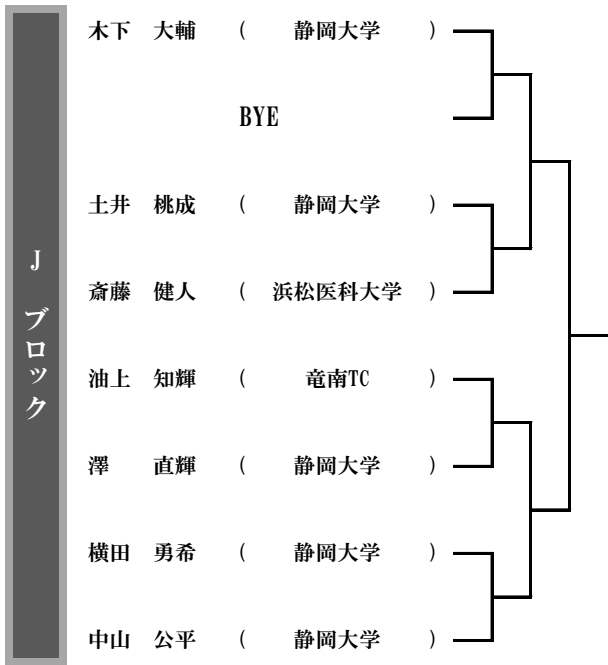 J ブロック
木下 大輔 ( 静岡大学 )
BYE
土井 桃成 ( 静岡大学 )
斎藤 健人 ( 浜松医科大学 )
油上 知輝 ( 竜南TC )
澤 直輝 ( 静岡大学 )
横田 勇希 ( 静岡大学 )
中山 公平 ( 静岡大学 )